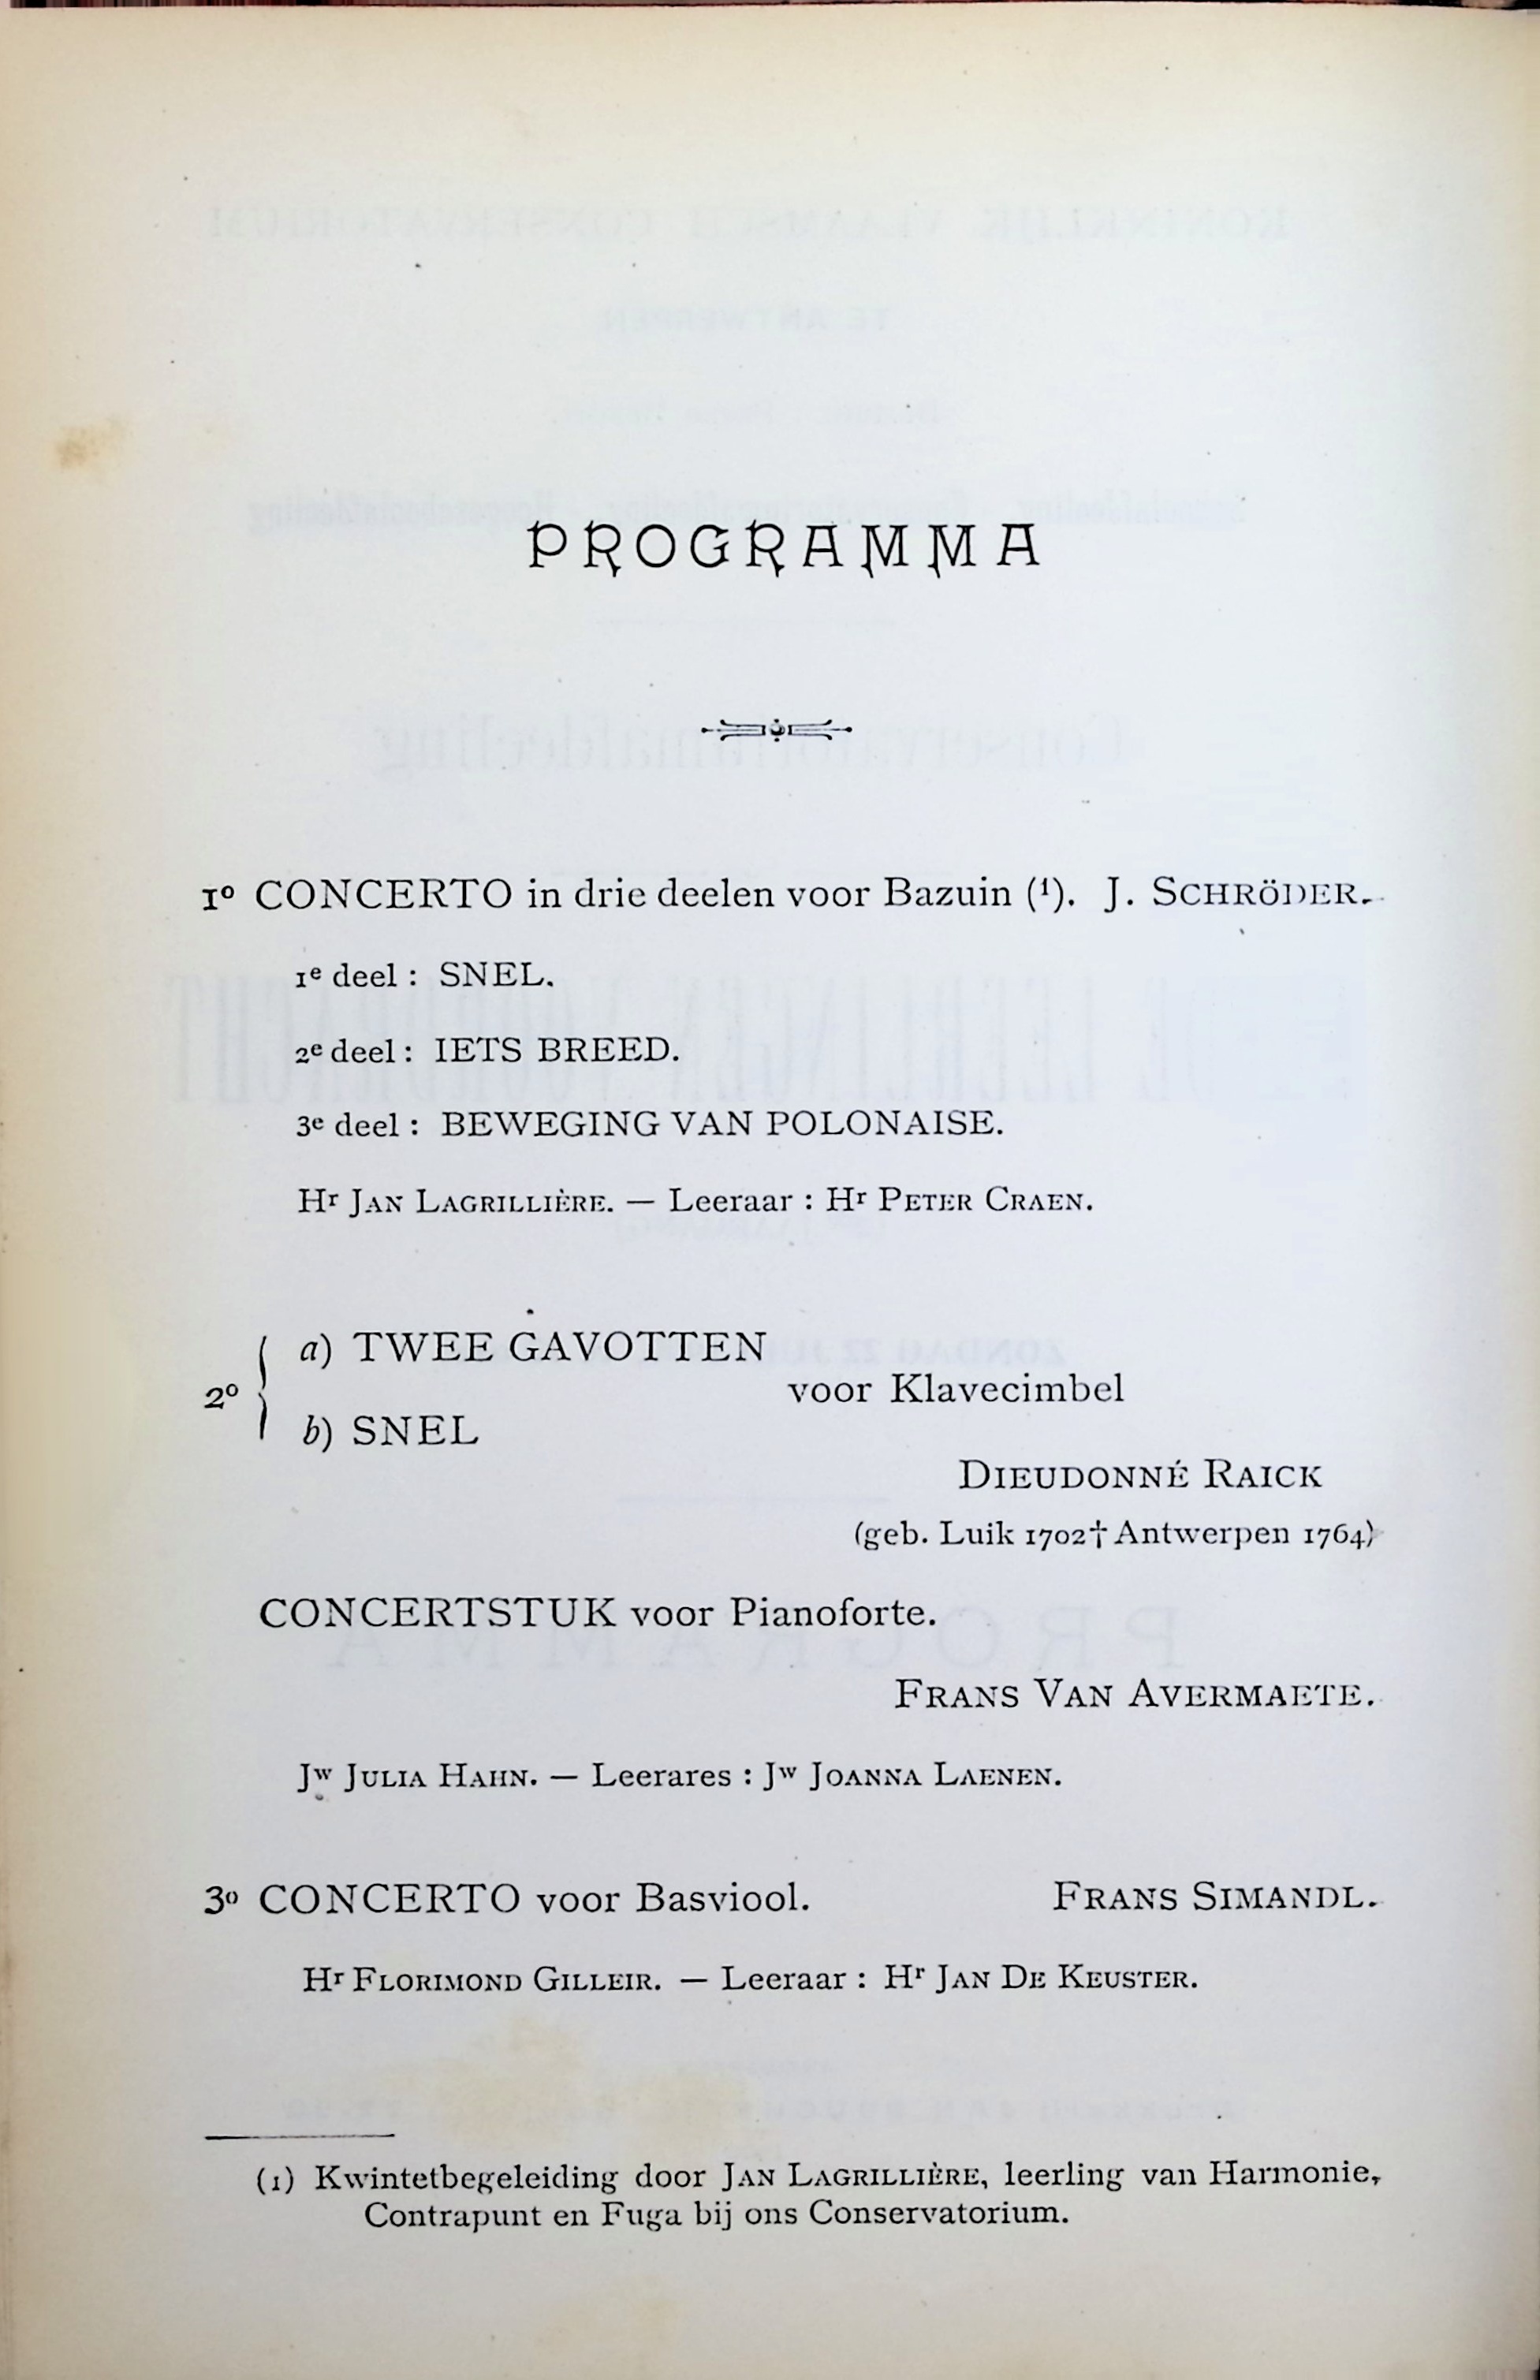 PROGRAMMA
1º CONCERTO in drie deelen voor Bazuin (¹). J. SCHRÖDER.
1e deel : SNEL.
2e deel : IETS BREED.
3e deel : BEWEGING VAN POLONAISE.
Hr JAN LAGRILLIÈRE. — Leeraar : Hr PETER CRAEN.
2º
a) TWEE GAVOTTEN
voor Klavecimbel
b) SNEL
DIEUDONNÉ RAICK
(geb. Luik 1702† Antwerpen 1764)
CONCERTSTUK voor Pianoforte.
FRANS VAN AVERMAETE.
Jw JULIA HAHN. — Leerares : Jw JOANNA LAENEN.
3º CONCERTO voor Basviool. FRANS SIMANDL.
Hr FLORIMOND GILLEIR. — Leeraar : Hr JAN DE KEUSTER.
(1) Kwintetbegeleiding door JAN LAGRILLIÈRE, leerling van Harmonie,
Contrapunt en Fuga bij ons Conservatorium.